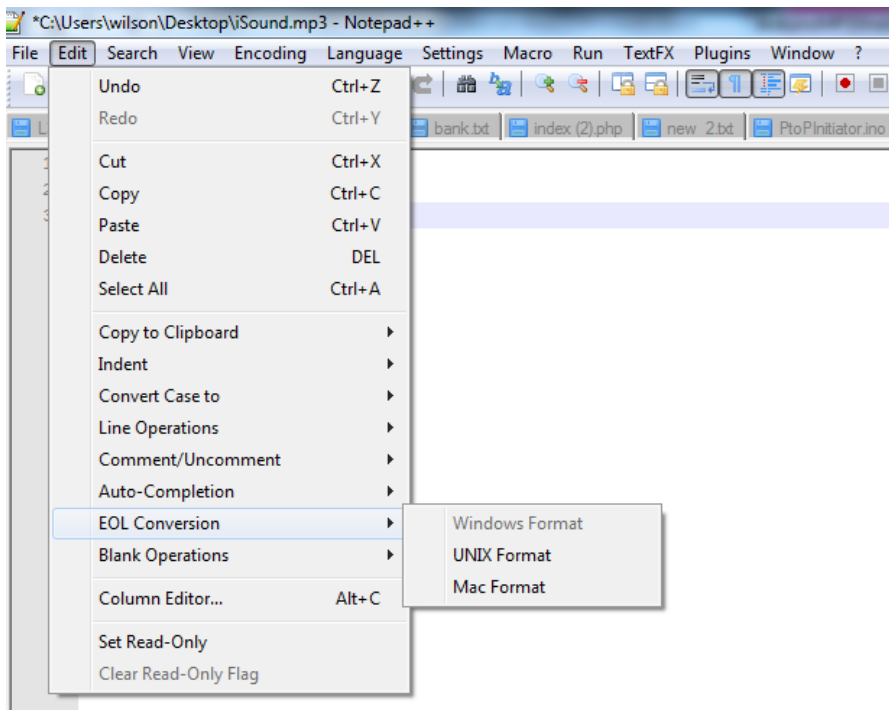 *C:\Users\wilson\Desktop\iSound.mp3 - Notepad++
File Edit Search View Encoding Language Settings Macro Run TextFX Plugins Window ?
bank.txt index (2).php new 2.txt PtoPInitiator.ino
Undo Ctrl+Z
Redo Ctrl+Y
Cut Ctrl+X
Copy Ctrl+C
Paste Ctrl+V
Delete DEL
Select All Ctrl+A
Copy to Clipboard
Indent
Convert Case to
Line Operations
Comment/Uncomment
Auto-Completion
EOL Conversion Windows Format
Blank Operations UNIX Format
Mac Format
Column Editor... Alt+C
Set Read-Only
Clear Read-Only Flag